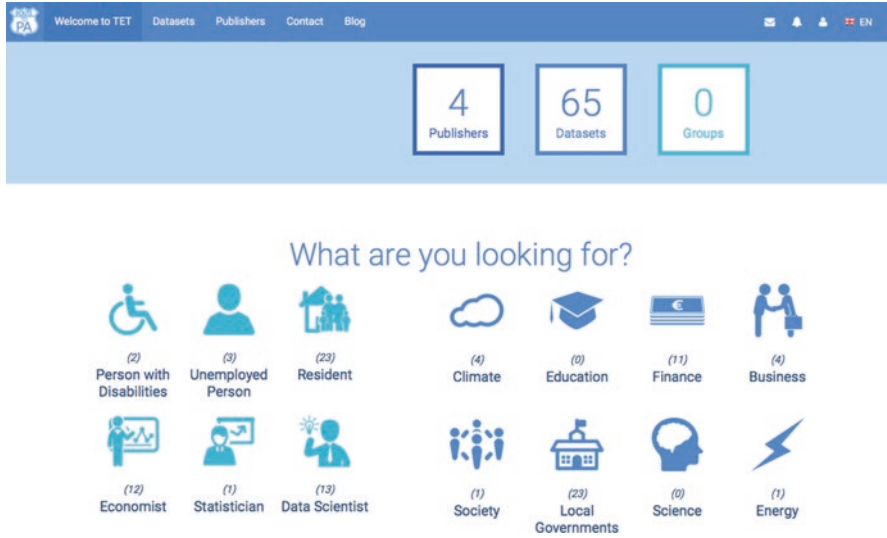 PA
Welcome to TET
Datasets
Publishers
Contact
Blog
EN
4
Publishers
65
Datasets
0
Groups
What are you looking for?
(2)
Person with
Disabilities
(3)
Unemployed
Person
(23)
Resident
(4)
Climate
(0)
Education
€
(11)
Finance
(4)
Business
(12)
Economist
(1)
Statistician
(13)
Data Scientist
(1)
Society
(23)
Local
Governments
(0)
Science
(1)
Energy